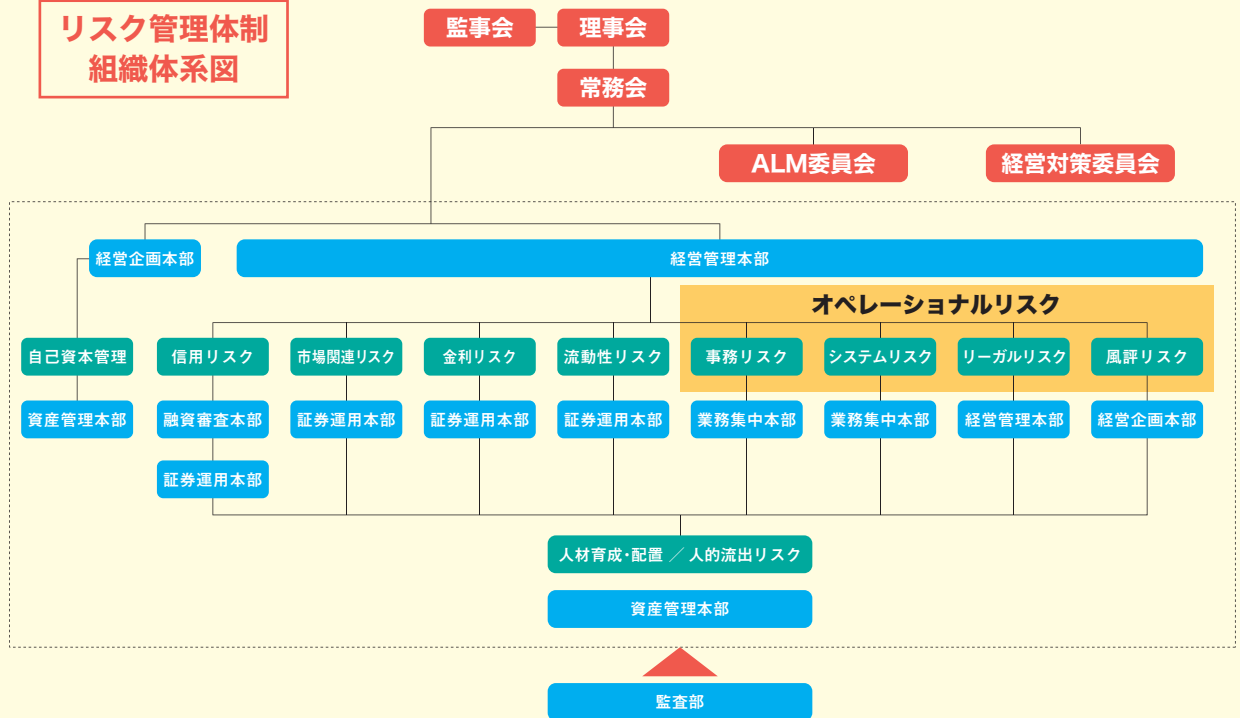 リスク管理体制
組織体系図
監事会
理事会
常務会
ALM委員会
経営対策委員会
経営企画本部
経営管理本部
オペレーショナルリスク
自己資本管理
信用リスク
市場関連リスク
金利リスク
流動性リスク
事務リスク
システムリスク
リーガルリスク
風評リスク
資産管理本部
融資審査本部
証券運用本部
証券運用本部
証券運用本部
業務集中本部
業務集中本部
経営管理本部
経営企画本部
証券運用本部
人材育成・配置 ／ 人的流出リスク
資産管理本部
監査部